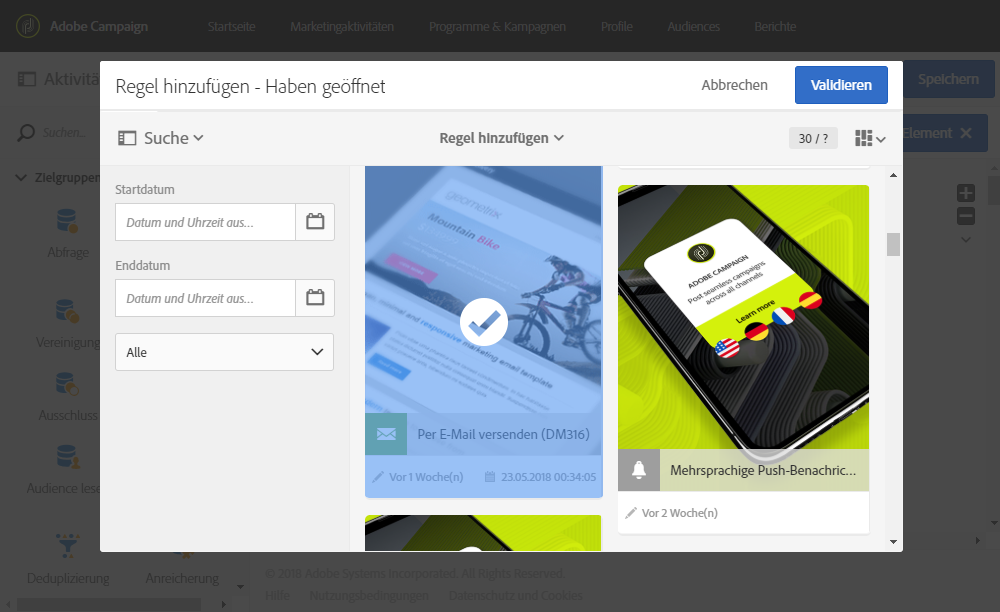 Adobe Campaign Startseite Marketingaktivitäten Programme & Kampagnen Profile Audiences Berichte
Aktivitä
Speichern
Regel hinzufügen - Haben geöffnet
Abbrechen
Validieren
Suchen...
Element ×
Suche
Regel hinzufügen
30 / ?
Zielgruppen
Abfrage
Vereinigung
Ausschluss
Audience lese
Deduplizierung
Anreicherung
Startdatum
Datum und Uhrzeit aus...
Enddatum
Datum und Uhrzeit aus...
Alle
geometrixx
Mountain Bike
responsive marketing email template
Per E-Mail versenden (DM316)
Vor 1 Woche(n) 23.05.2018 00:34:05
ADOBE CAMPAIGN
Post seamless campaigns
across all channels
Learn more
Mehrsprachige Push-Benachric...
Vor 2 Woche(n)
© 2018 Adobe Systems Incorporated. All Rights Reserved.
Hilfe Nutzungsbedingungen Datenschutz und Cookies